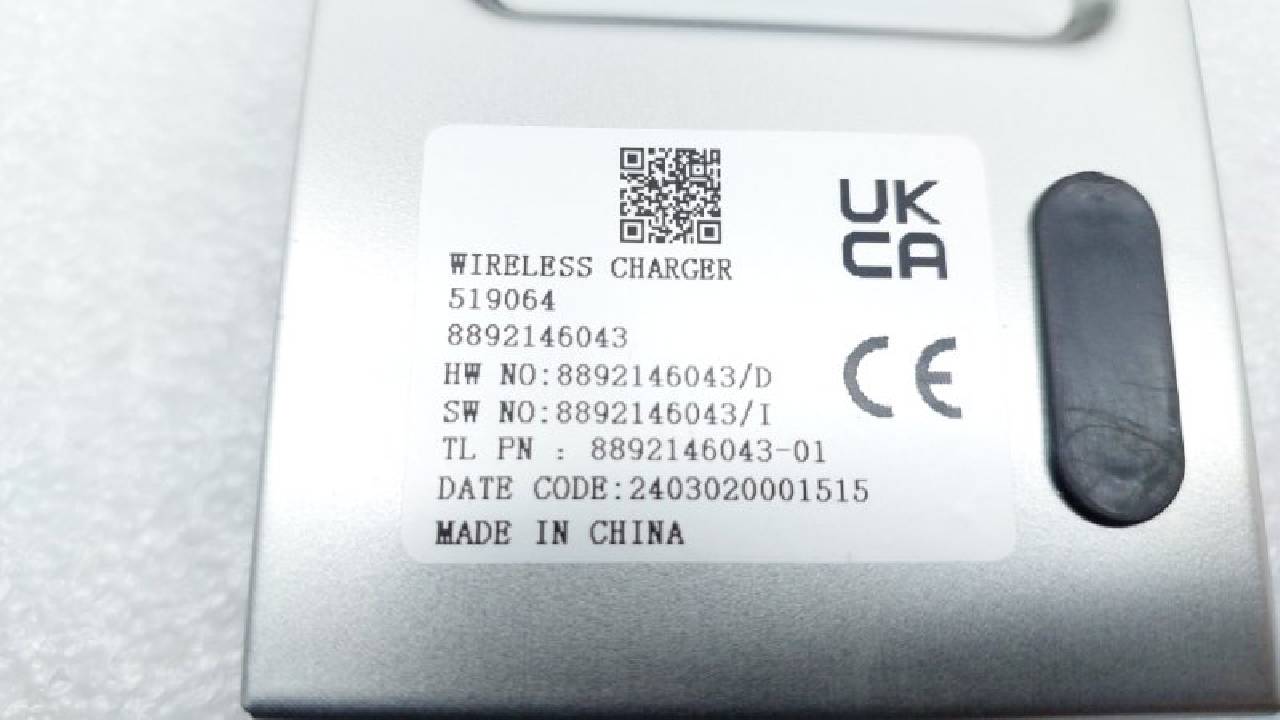 UK
CA
WIRELESS CHARGER
519064
8892146043
HW NO:8892146043/D
SW NO:8892146043/I
TL PN : 8892146043-01
DATE CODE:2403020001515
MADE IN CHINA
CE